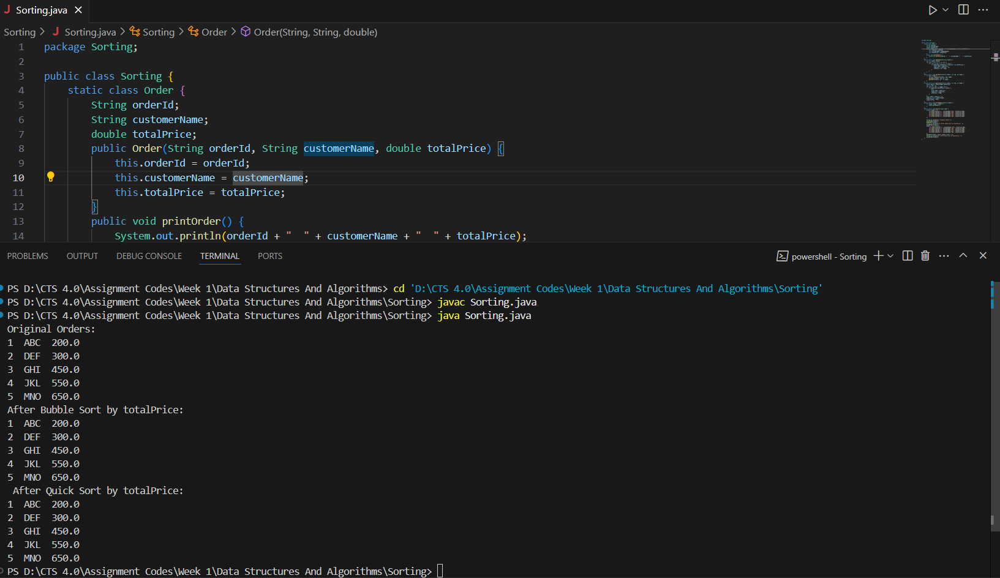 J Sorting.java
Sorting > J Sorting.java > Sorting > Order > Order(String, String, double)
1 package Sorting;
2
3 public class Sorting {
4 static class Order {
5 String orderId;
6 String customerName;
7 double totalPrice;
8 public Order(String orderId, String customerName, double totalPrice) {
9 this.orderId = orderId;
10 this.customerName = customerName;
11 this.totalPrice = totalPrice;
12 }
13 public void printOrder() {
14 System.out.println(orderId + "  " + customerName + "  " + totalPrice);
PROBLEMS OUTPUT DEBUG CONSOLE TERMINAL PORTS powershell - Sorting
PS D:\CTS 4.0\Assignment Codes\Week 1\Data Structures And Algorithms> cd 'D:\CTS 4.0\Assignment Codes\Week 1\Data Structures And Algorithms\Sorting'
PS D:\CTS 4.0\Assignment Codes\Week 1\Data Structures And Algorithms\Sorting> javac Sorting.java
PS D:\CTS 4.0\Assignment Codes\Week 1\Data Structures And Algorithms\Sorting> java Sorting.java
Original Orders:
1  ABC  200.0
2  DEF  300.0
3  GHI  450.0
4  JKL  550.0
5  MNO  650.0
After Bubble Sort by totalPrice:
1  ABC  200.0
2  DEF  300.0
3  GHI  450.0
4  JKL  550.0
5  MNO  650.0
After Quick Sort by totalPrice:
1  ABC  200.0
2  DEF  300.0
3  GHI  450.0
4  JKL  550.0
5  MNO  650.0
PS D:\CTS 4.0\Assignment Codes\Week 1\Data Structures And Algorithms\Sorting>